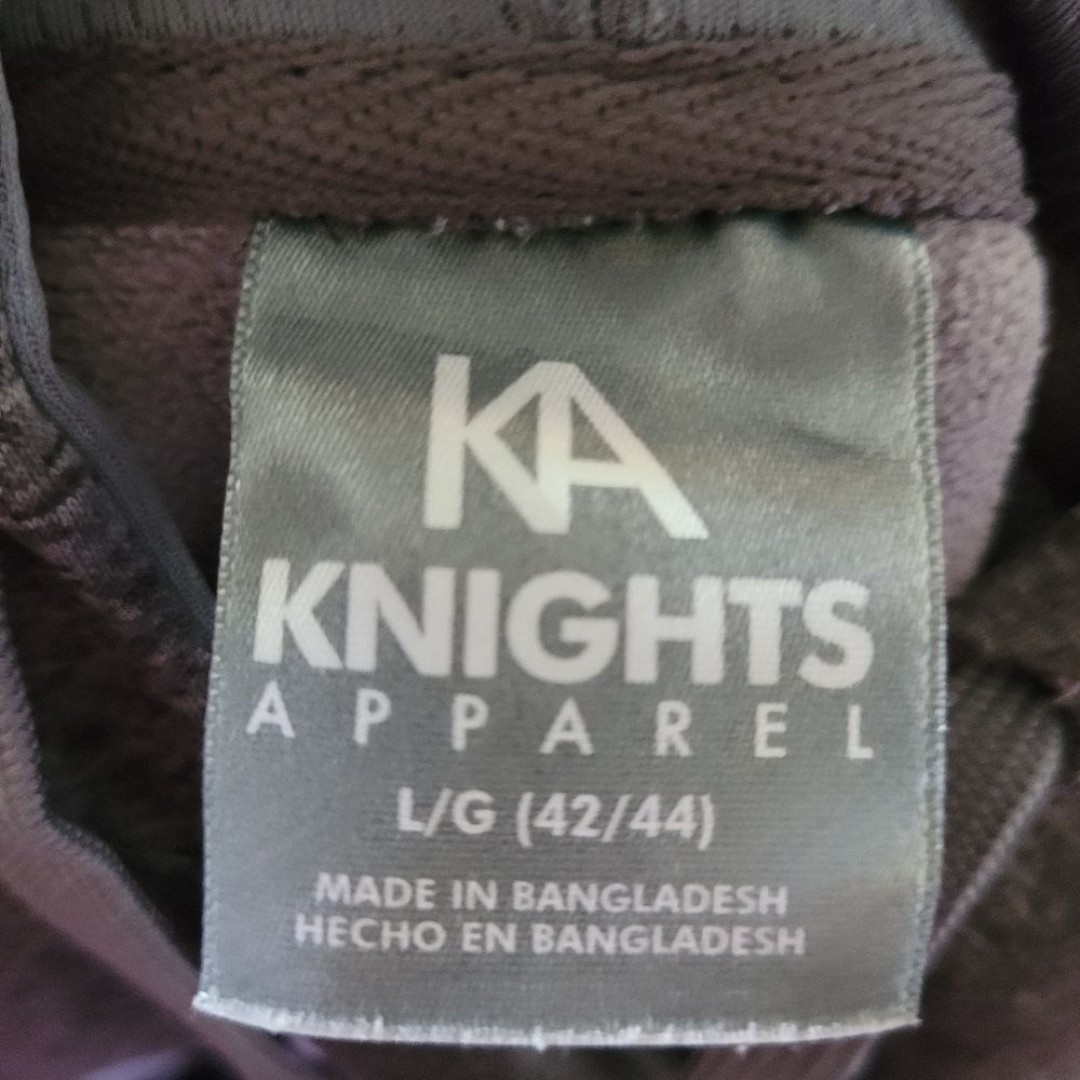 KA
KNIGHTS
APPAREL
L/G (42/44)
MADE IN BANGLADESH
HECHO EN BANGLADESH